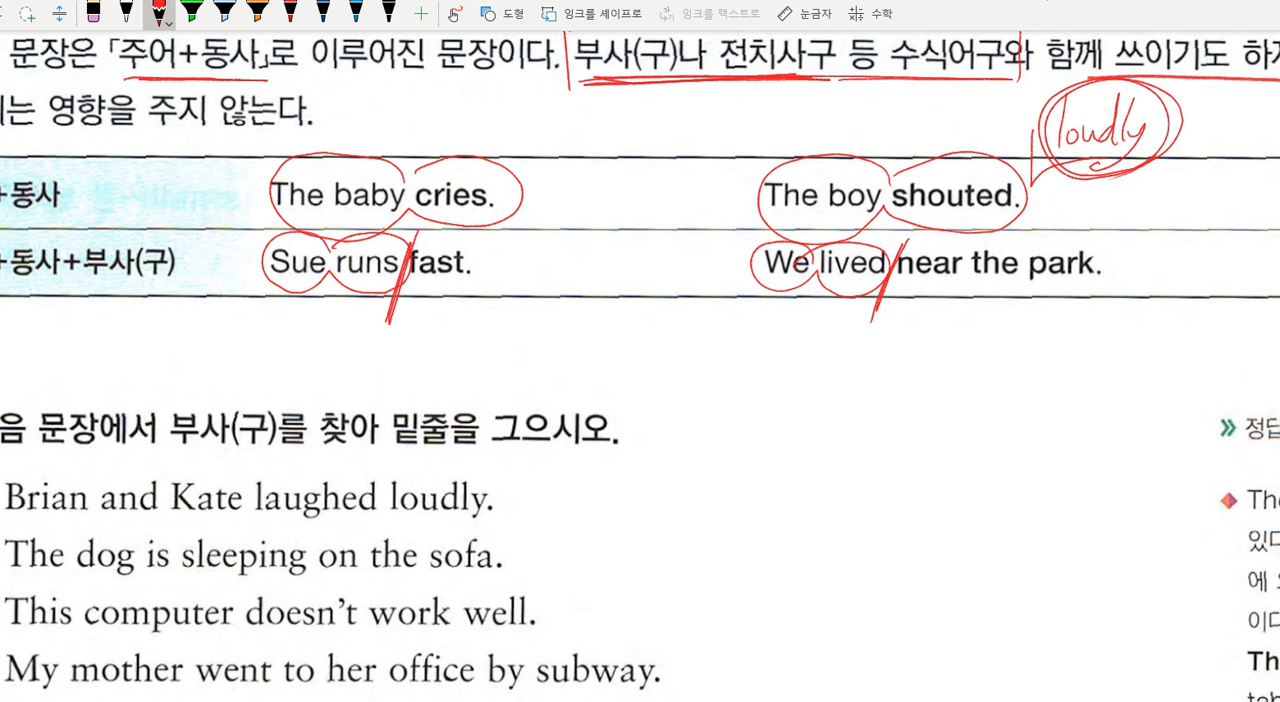 도형 잉크를 셰이프로 잉크를 텍스트로 눈금자 수학
문장은 「주어+동사」로 이루어진 문장이다. 부사(구)나 전치사구 등 수식어구와 함께 쓰이기도 하
는 영향을 주지 않는다.
loudly
+동사 The baby cries. The boy shouted.
+동사+부사(구) Sue runs fast. We lived near the park.
음 문장에서 부사(구)를 찾아 밑줄을 그으시오.
» 정답
Brian and Kate laughed loudly.
The
The dog is sleeping on the sofa.
있다
에
This computer doesn't work well.
이다
My mother went to her office by subway.
Th